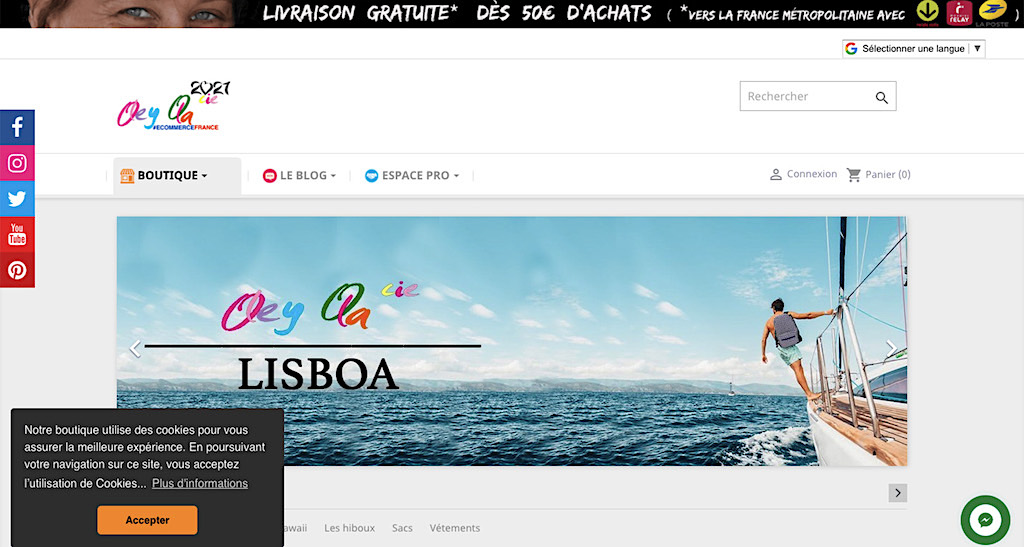 LIVRAISON GRATUITE* DÈS 50€ D'ACHATS ( *VERS LA FRANCE MÉTROPOLITAINE AVEC RELAY LA POSTE )
Sélectionner une langue ▼
2021
Oey Ola cie
#ECOMMERCEFRANCE
Rechercher
BOUTIQUE
LE BLOG
ESPACE PRO
Connexion
Panier (0)
You
Tube
Oey Ola cie
LISBOA
Notre boutique utilise des cookies pour vous
assurer la meilleure expérience. En poursuivant
votre navigation sur ce site, vous acceptez
l'utilisation de Cookies... Plus d'informations
Accepter
awaii Les hiboux Sacs Vêtements